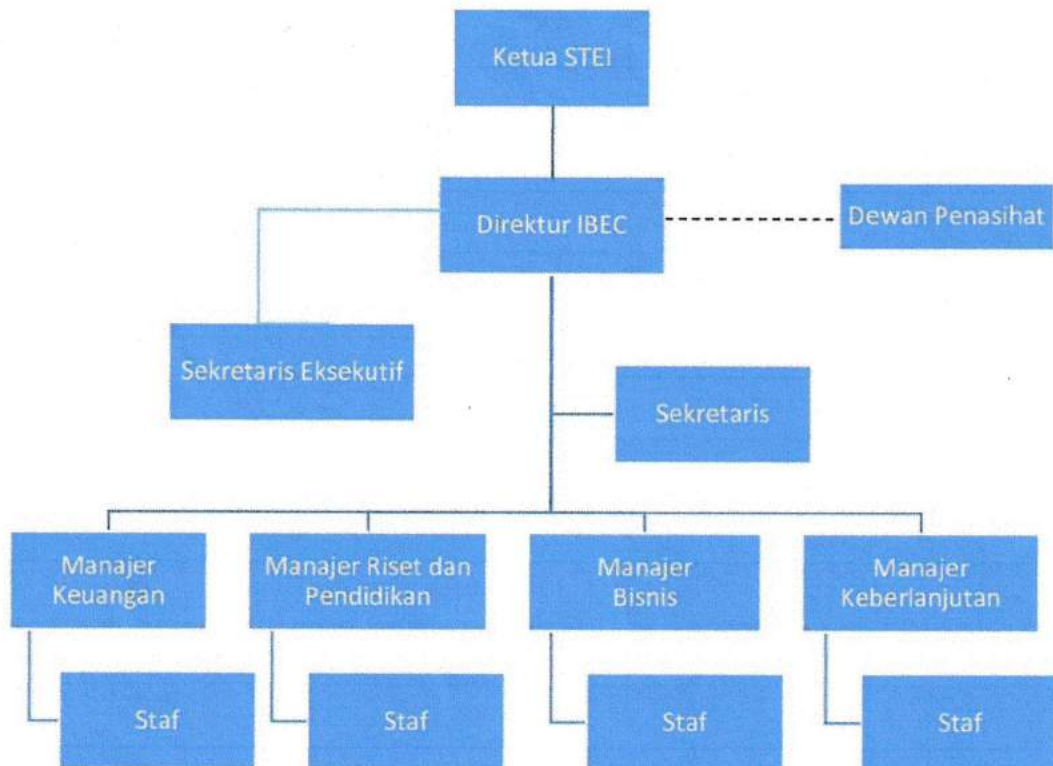 Ketua STEI
Direktur IBEC
Dewan Penasihat
Sekretaris Eksekutif
Sekretaris
Manajer
Keuangan
Manajer Riset dan
Pendidikan
Manajer
Bisnis
Manajer
Keberlanjutan
Staf
Staf
Staf
Staf